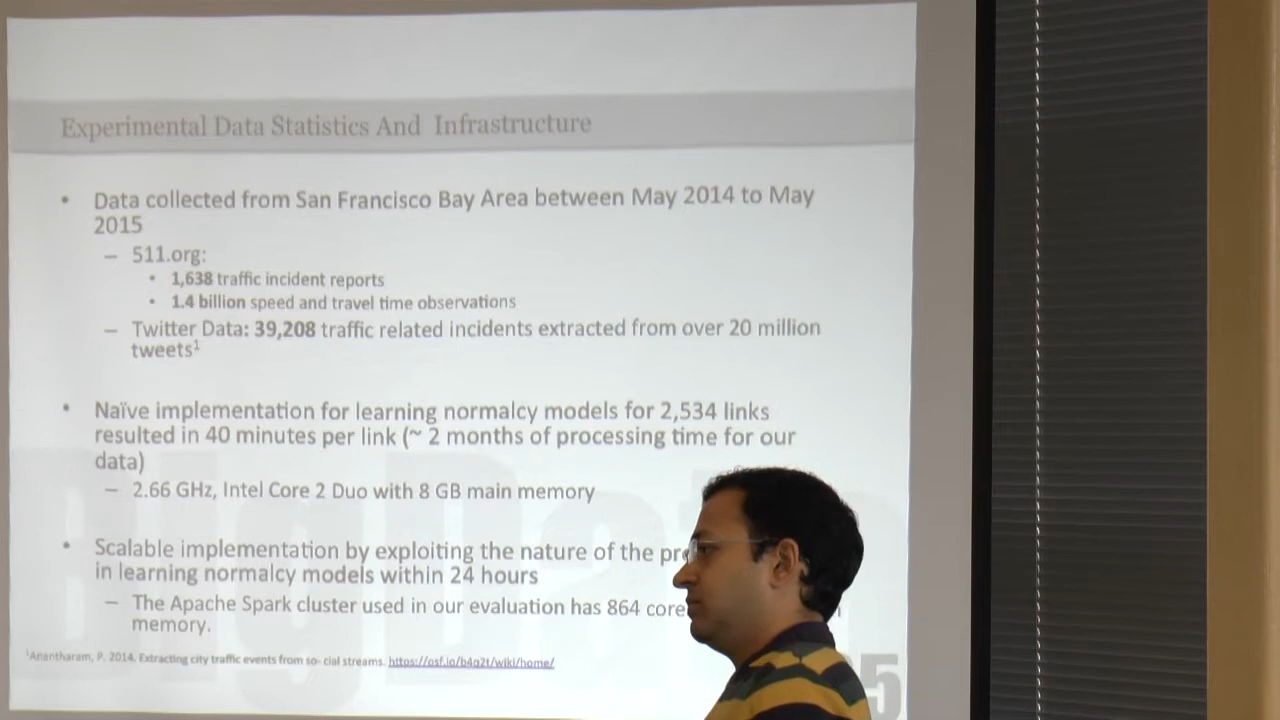 Experimental Data Statistics And Infrastructure
• Data collected from San Francisco Bay Area between May 2014 to May
2015
– 511.org:
• 1,638 traffic incident reports
• 1.4 billion speed and travel time observations
– Twitter Data: 39,208 traffic related incidents extracted from over 20 million
tweets1
• Naïve implementation for learning normalcy models for 2,534 links
resulted in 40 minutes per link (~ 2 months of processing time for our
data)
– 2.66 GHz, Intel Core 2 Duo with 8 GB main memory
• Scalable implementation by exploiting the nature of the
in learning normalcy models within 24 hours
– The Apache Spark cluster used in our evaluation has 864
memory.
1Anantharam, P. 2014. Extracting city traffic events from so- cial streams. https://osf.io/b4q2t/wiki/home/
BigDat
5